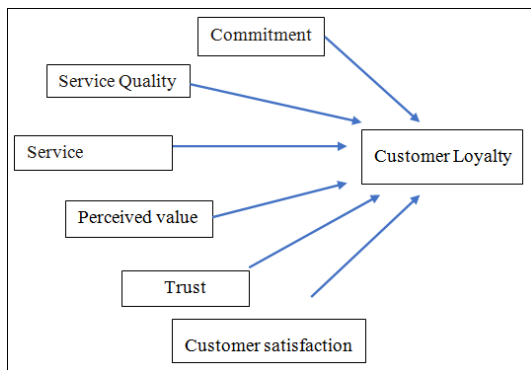 Commitment
Service Quality
Service
Customer Loyalty
Perceived value
Trust
Customer satisfaction